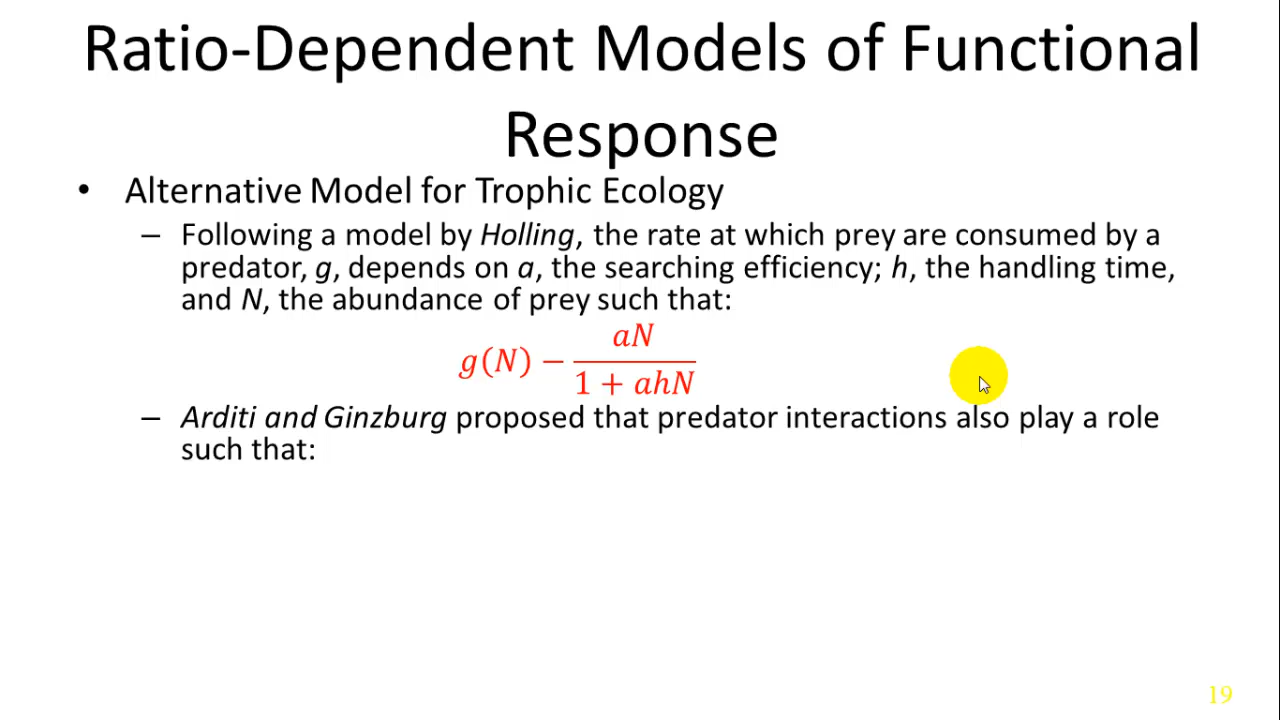 Ratio-Dependent Models of Functional
Response
• Alternative Model for Trophic Ecology
– Following a model by Holling, the rate at which prey are consumed by a
predator, g, depends on a, the searching efficiency; h, the handling time,
and N, the abundance of prey such that:
g(N) − aN / 1 + ahN
– Arditi and Ginzburg proposed that predator interactions also play a role
such that:
19